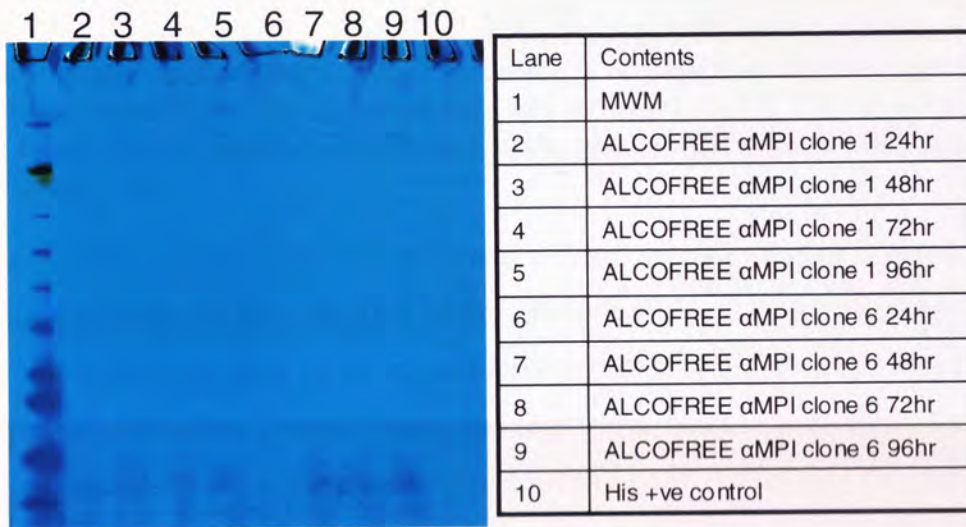 1 2 3 4 5 6 7 8 9 10
Lane Contents
1 MWM
2 ALCOFREE αMPI clone 1 24hr
3 ALCOFREE αMPI clone 1 48hr
4 ALCOFREE αMPI clone 1 72hr
5 ALCOFREE αMPI clone 1 96hr
6 ALCOFREE αMPI clone 6 24hr
7 ALCOFREE αMPI clone 6 48hr
8 ALCOFREE αMPI clone 6 72hr
9 ALCOFREE αMPI clone 6 96hr
10 His +ve control